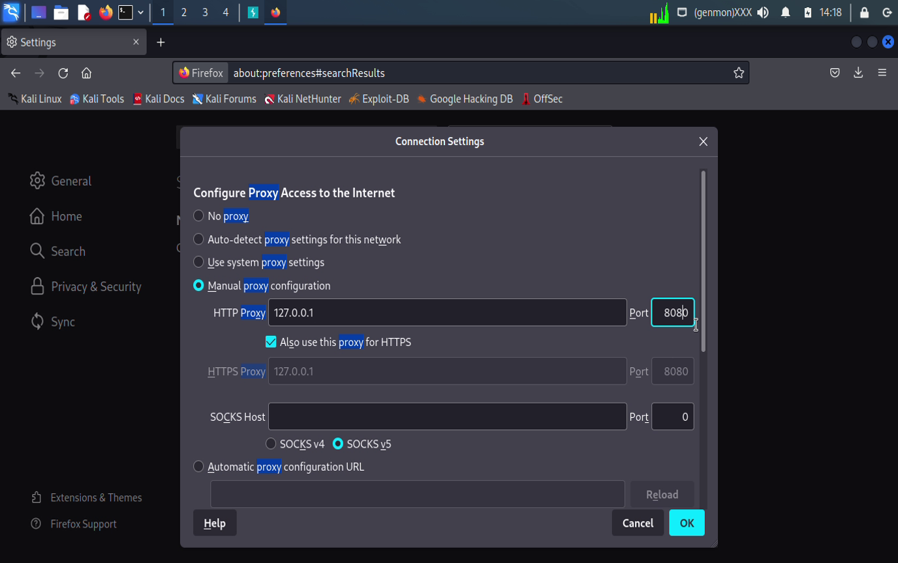 1 2 3 4 (genmon)XXX 14:18
Settings
Firefox about:preferences#searchResults
Kali Linux Kali Tools Kali Docs Kali Forums Kali NetHunter Exploit-DB Google Hacking DB OffSec
Connection Settings
General
Home
Search
Privacy & Security
Sync
Extensions & Themes
Firefox Support
Configure Proxy Access to the Internet
No proxy
Auto-detect proxy settings for this network
Use system proxy settings
Manual proxy configuration
HTTP Proxy 127.0.0.1 Port 8080
Also use this proxy for HTTPS
HTTPS Proxy 127.0.0.1 Port 8080
SOCKS Host Port 0
SOCKS v4 SOCKS v5
Automatic proxy configuration URL
Reload
Help Cancel OK